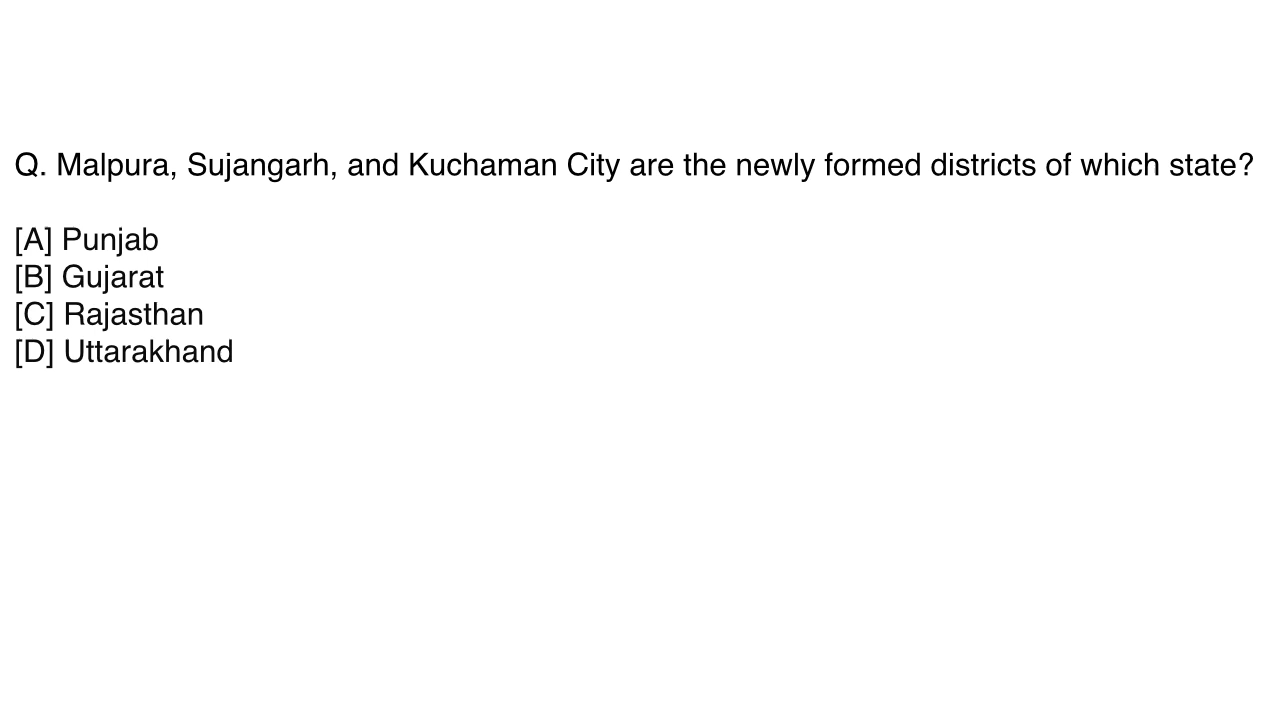 Q. Malpura, Sujangarh, and Kuchaman City are the newly formed districts of which state?
[A] Punjab
[B] Gujarat
[C] Rajasthan
[D] Uttarakhand